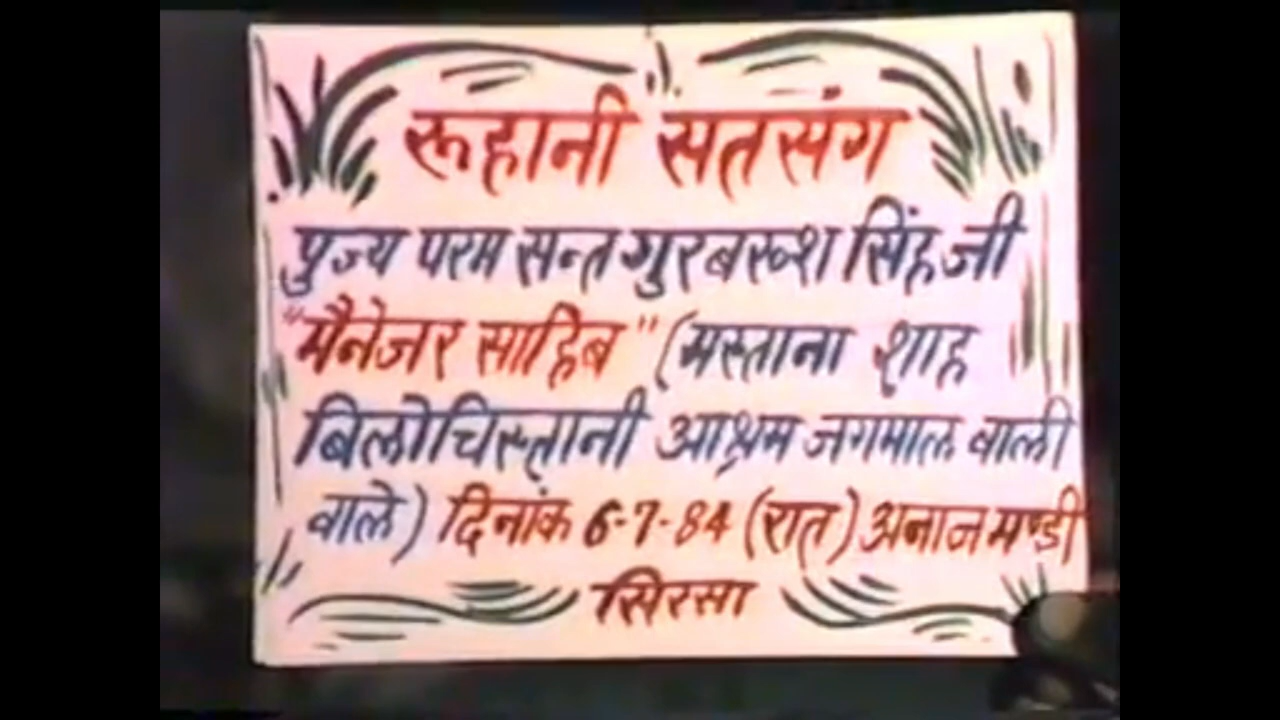 रूहानी सतसंग
पुज्य परम सन्त गुरबख्श सिंह जी
"मैनेजर साहिब" (मस्ताना शाह
बिलोचिस्तानी आश्रम जगमाल वाली
वाले) दिनांक 6-7-84 (रात) अनाज मण्डी
सिरसा